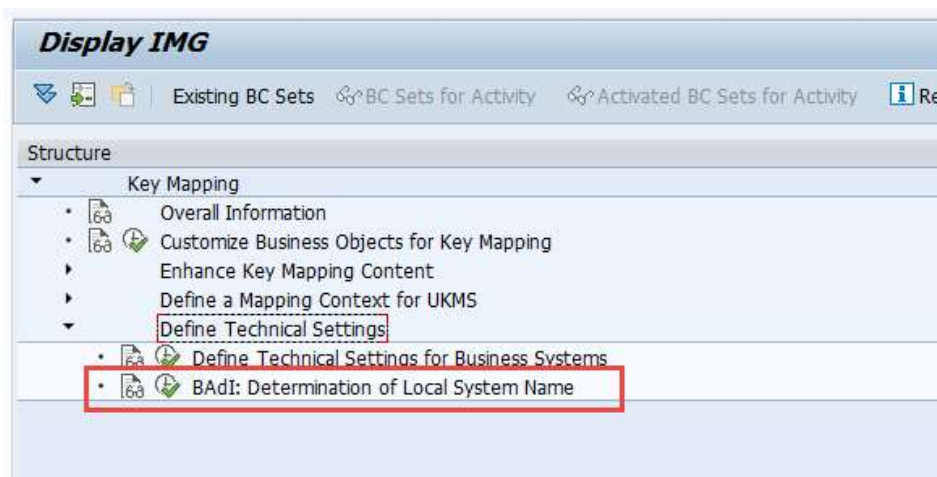 Display IMG
Existing BC Sets BC Sets for Activity Activated BC Sets for Activity Re
Structure
Key Mapping
Overall Information
Customize Business Objects for Key Mapping
Enhance Key Mapping Content
Define a Mapping Context for UKMS
Define Technical Settings
Define Technical Settings for Business Systems
BAdI: Determination of Local System Name